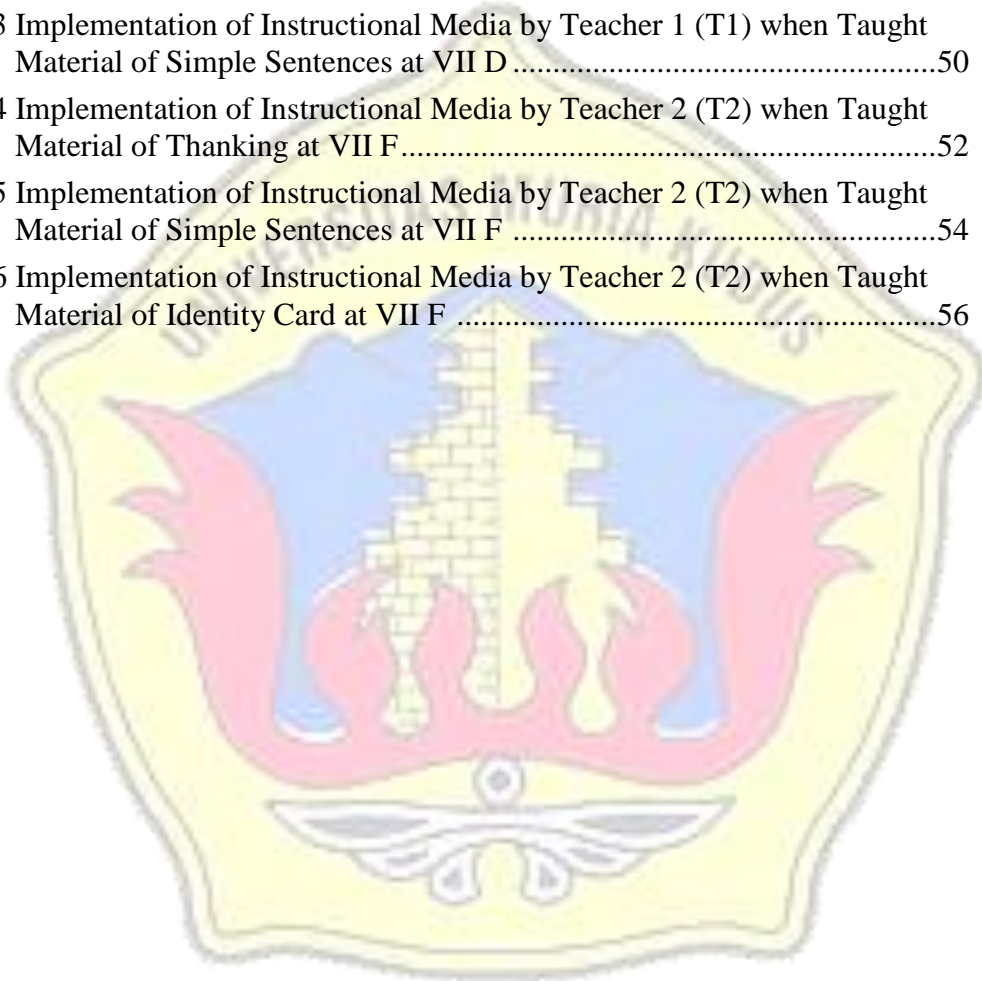 3 Implementation of Instructional Media by Teacher 1 (T1) when Taught
Material of Simple Sentences at VII D ............................................50
4 Implementation of Instructional Media by Teacher 2 (T2) when Taught
Material of Thanking at VII F........................................................52
5 Implementation of Instructional Media by Teacher 2 (T2) when Taught
Material of Simple Sentences at VII F ............................................54
6 Implementation of Instructional Media by Teacher 2 (T2) when Taught
Material of Identity Card at VII F ..................................................56
UNIVERSITAS MURIA KUDUS